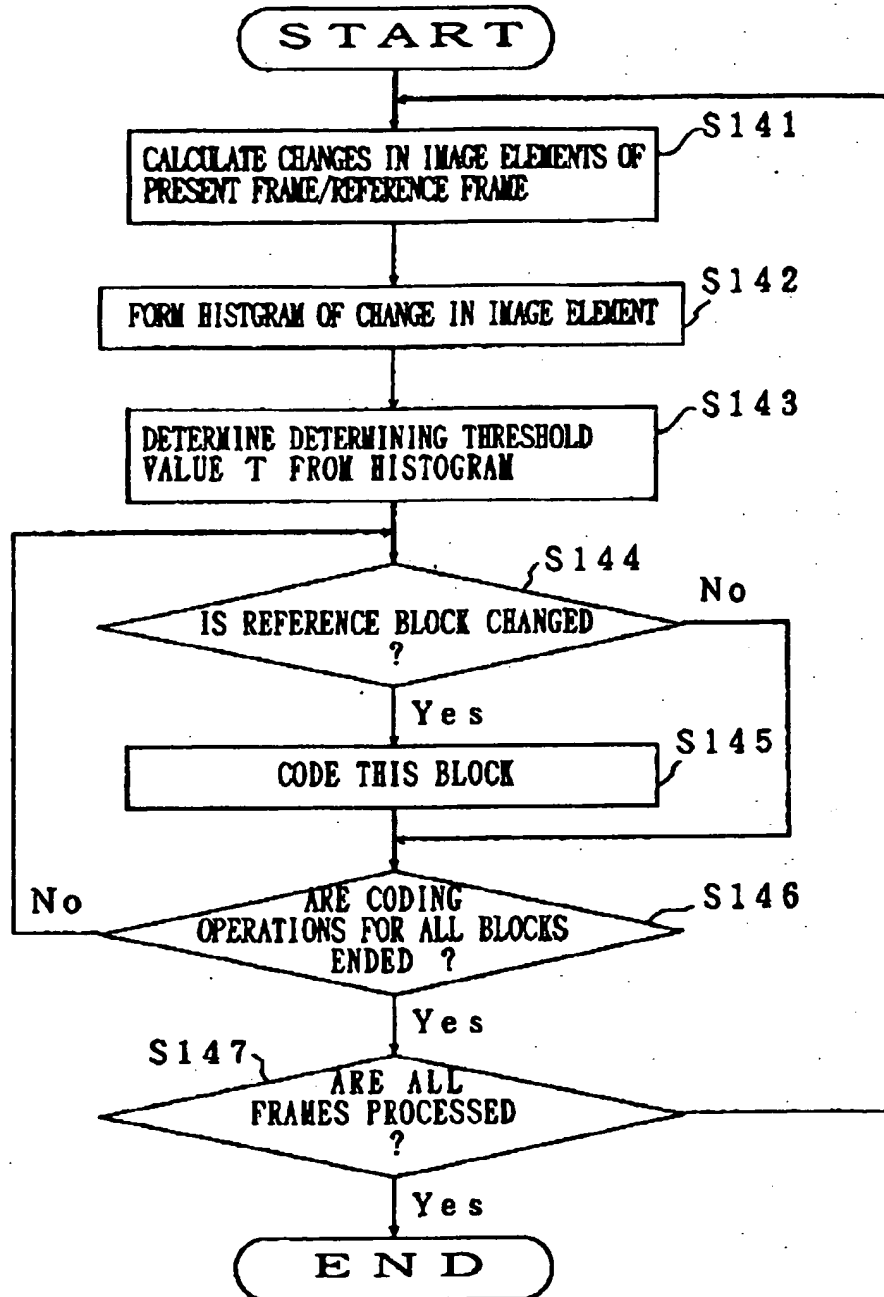 START
S141
CALCULATE CHANGES IN IMAGE ELEMENTS OF
PRESENT FRAME/REFERENCE FRAME
S142
FORM HISTGRAM OF CHANGE IN IMAGE ELEMENT
S143
DETERMINE DETERMINING THRESHOLD
VALUE T FROM HISTOGRAM
S144
No
IS REFERENCE BLOCK CHANGED
?
Yes
S145
CODE THIS BLOCK
No
S146
ARE CODING
OPERATIONS FOR ALL BLOCKS
ENDED ?
Yes
S147
ARE ALL
FRAMES PROCESSED
?
Yes
END